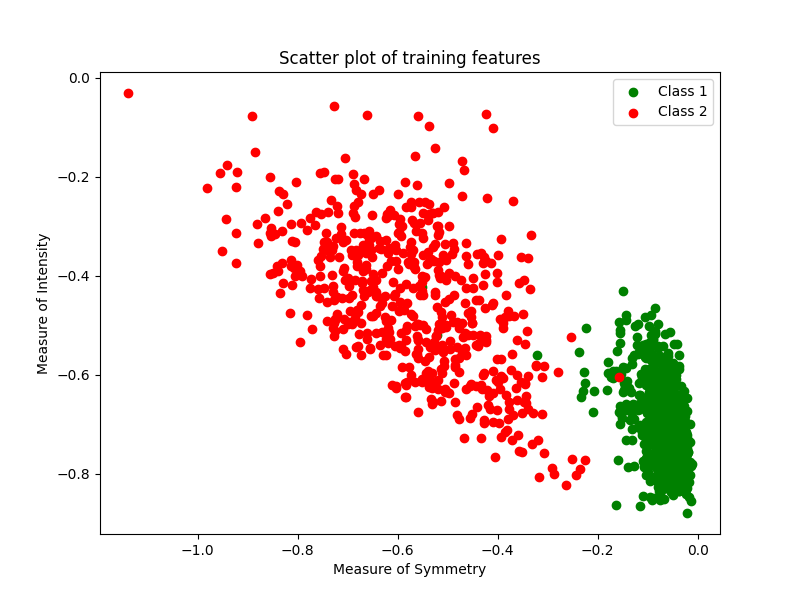 Scatter plot of training features
Class 1
Class 2
Measure of Intensity
0.0
−0.2
−0.4
−0.6
−0.8
−1.0
−0.8
−0.6
−0.4
−0.2
0.0
Measure of Symmetry